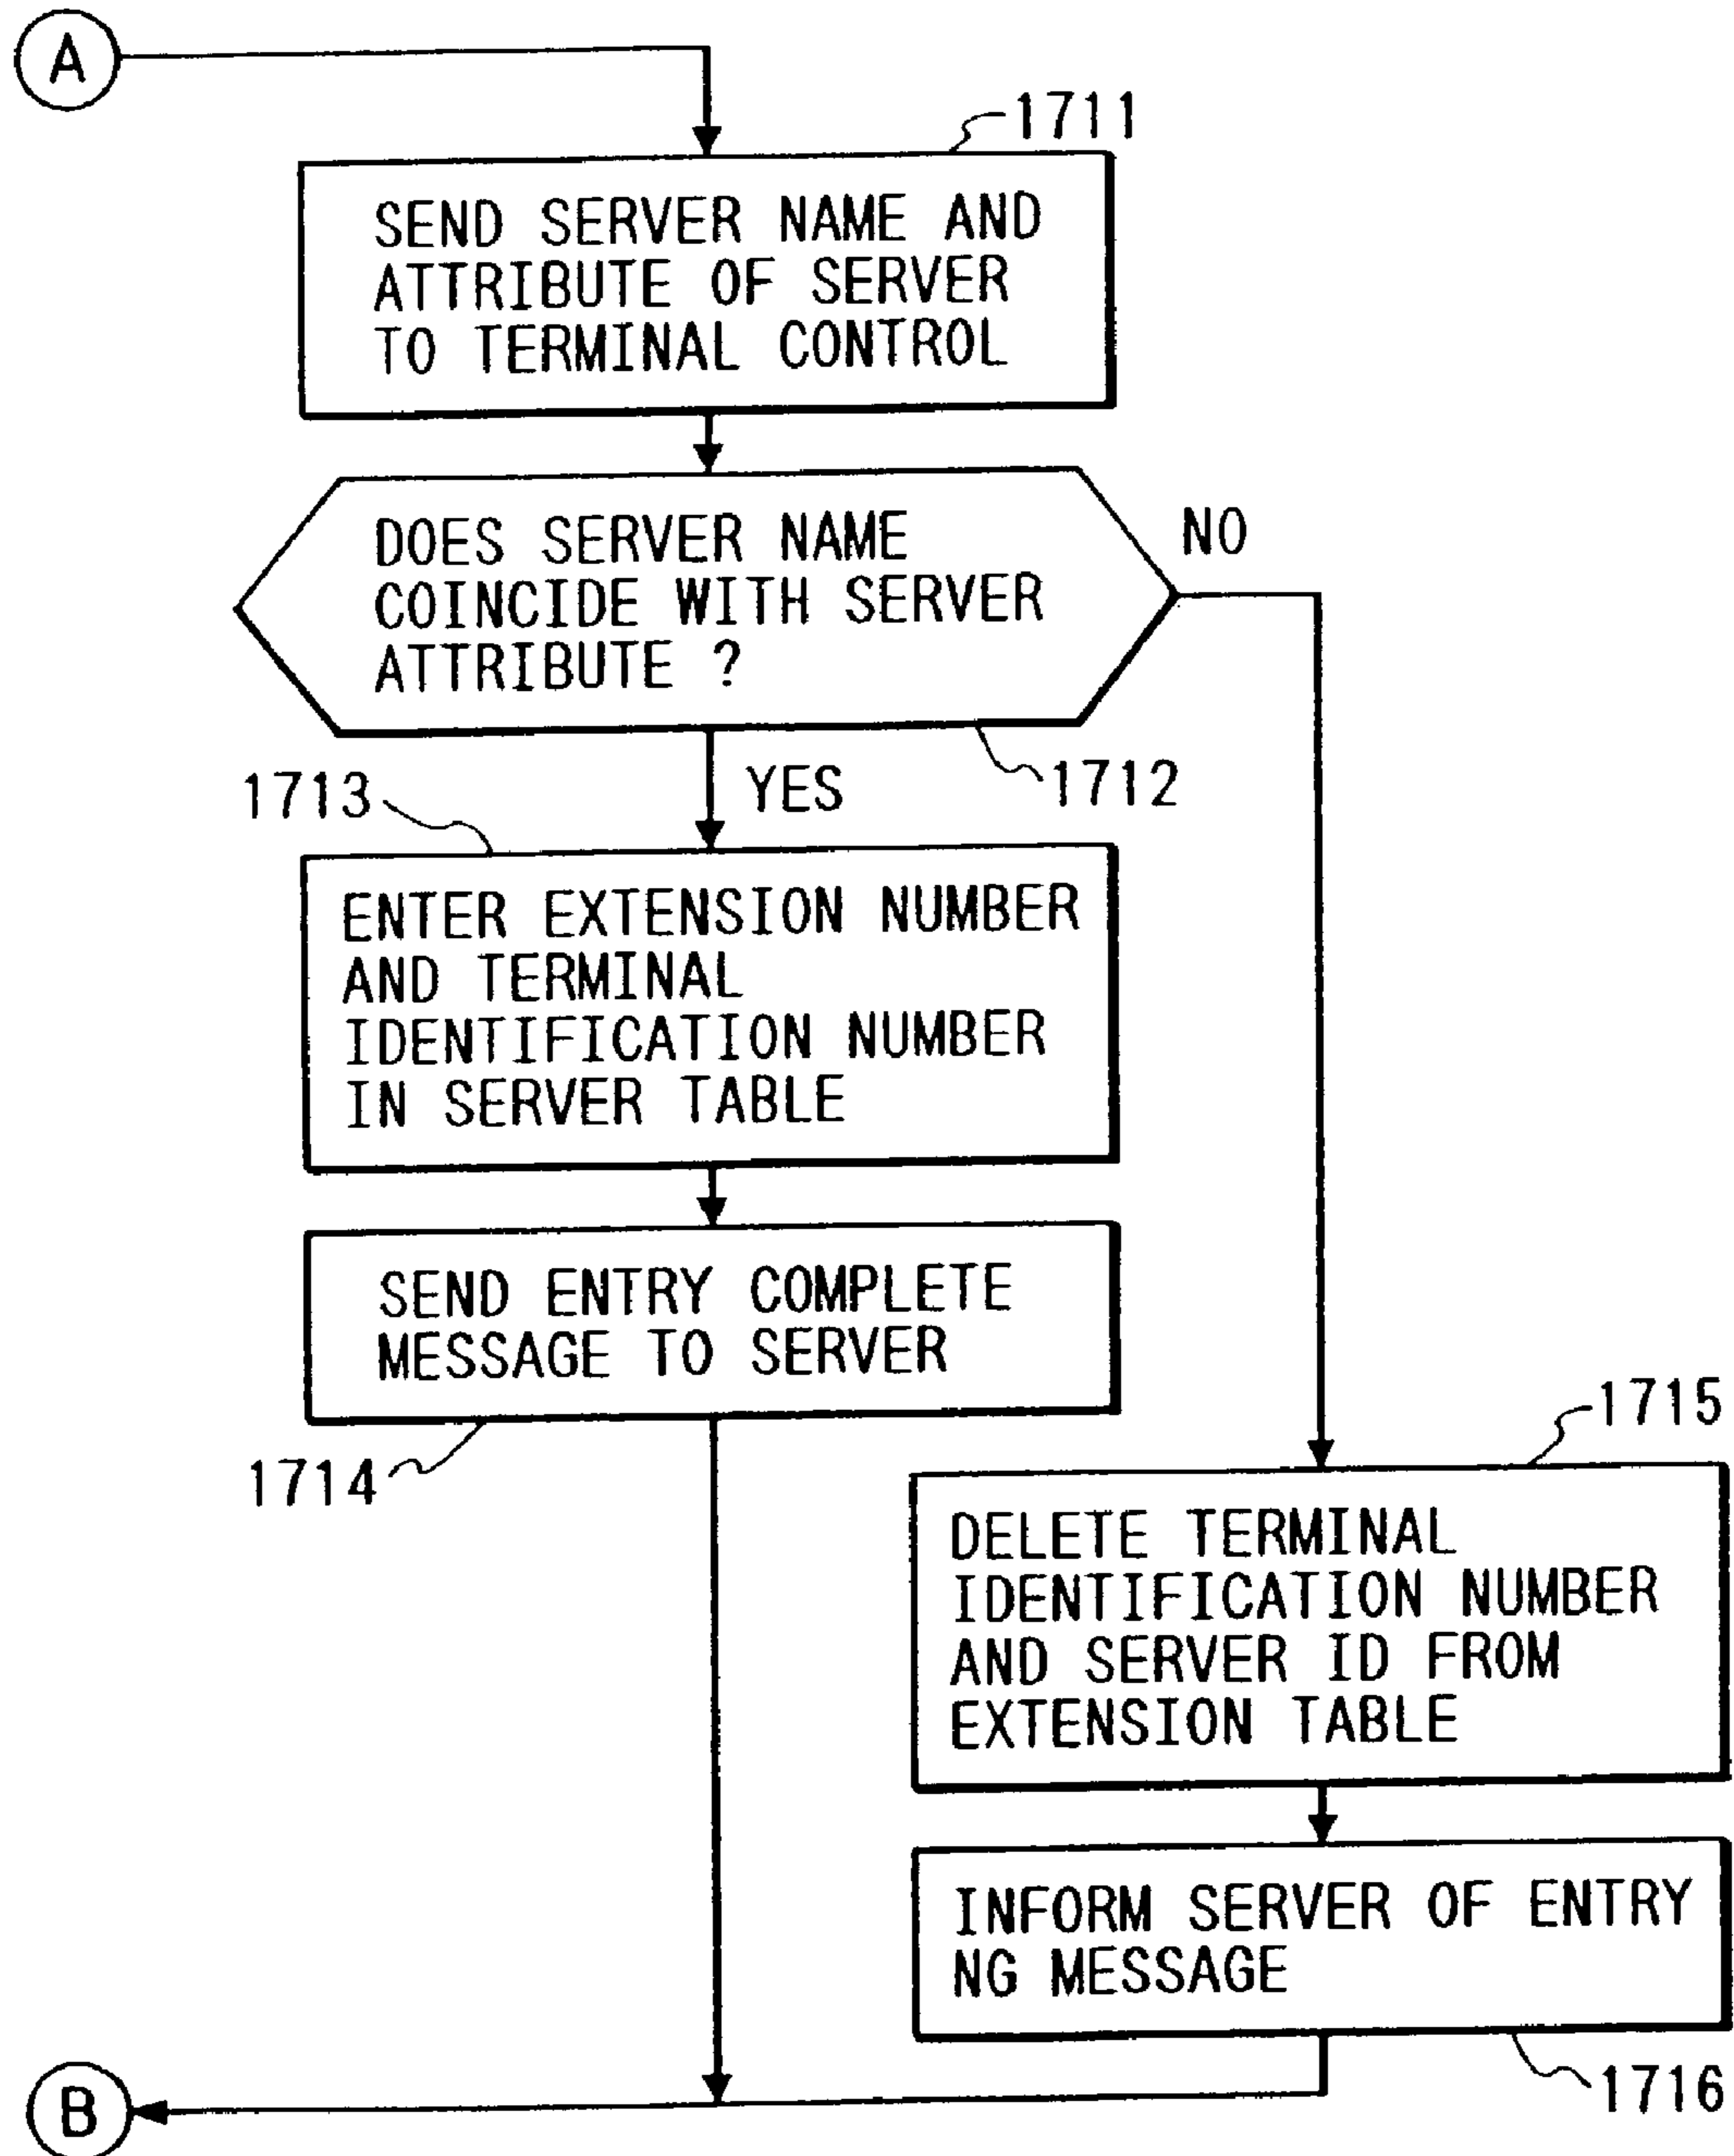 A
1711
SEND SERVER NAME AND
ATTRIBUTE OF SERVER
TO TERMINAL CONTROL
DOES SERVER NAME
COINCIDE WITH SERVER
ATTRIBUTE ?
NO
1712
YES
1713
ENTER EXTENSION NUMBER
AND TERMINAL
IDENTIFICATION NUMBER
IN SERVER TABLE
SEND ENTRY COMPLETE
MESSAGE TO SERVER
1714
1715
DELETE TERMINAL
IDENTIFICATION NUMBER
AND SERVER ID FROM
EXTENSION TABLE
INFORM SERVER OF ENTRY
NG MESSAGE
1716
B